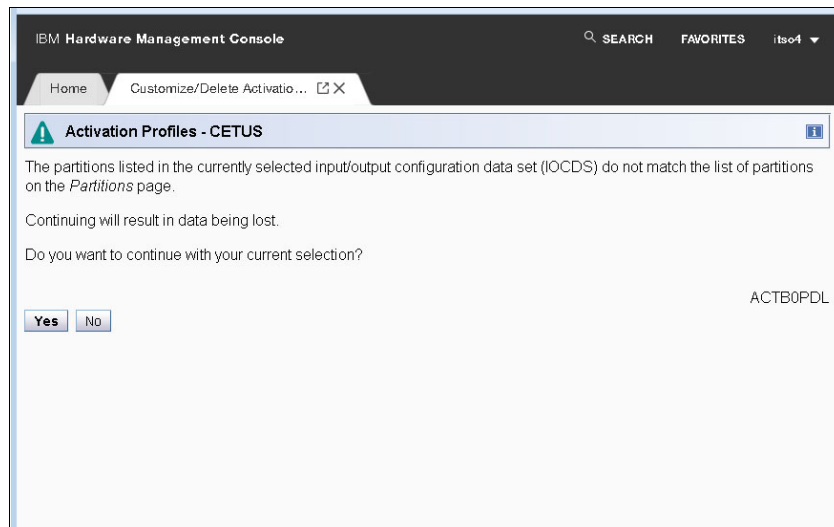 IBM Hardware Management Console
SEARCH FAVORITES itso4
Home Customize/Delete Activatio...
Activation Profiles - CETUS
The partitions listed in the currently selected input/output configuration data set (IOCDS) do not match the list of partitions
on the Partitions page.
Continuing will result in data being lost.
Do you want to continue with your current selection?
ACTB0PDL
Yes No